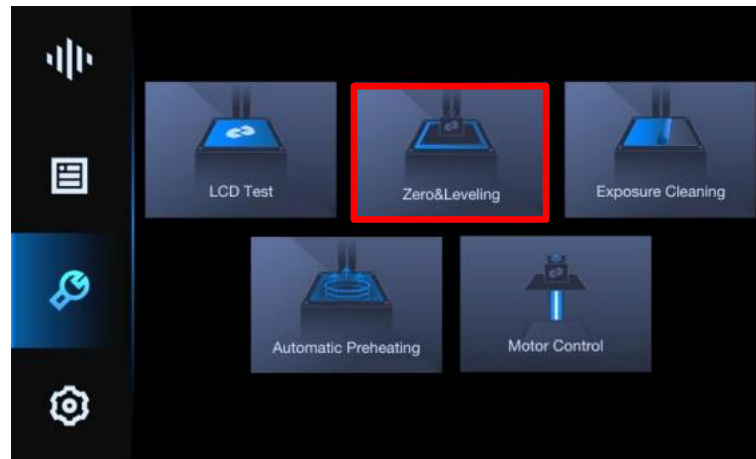 LCD Test
Zero&Leveling
Exposure Cleaning
Automatic Preheating
Motor Control